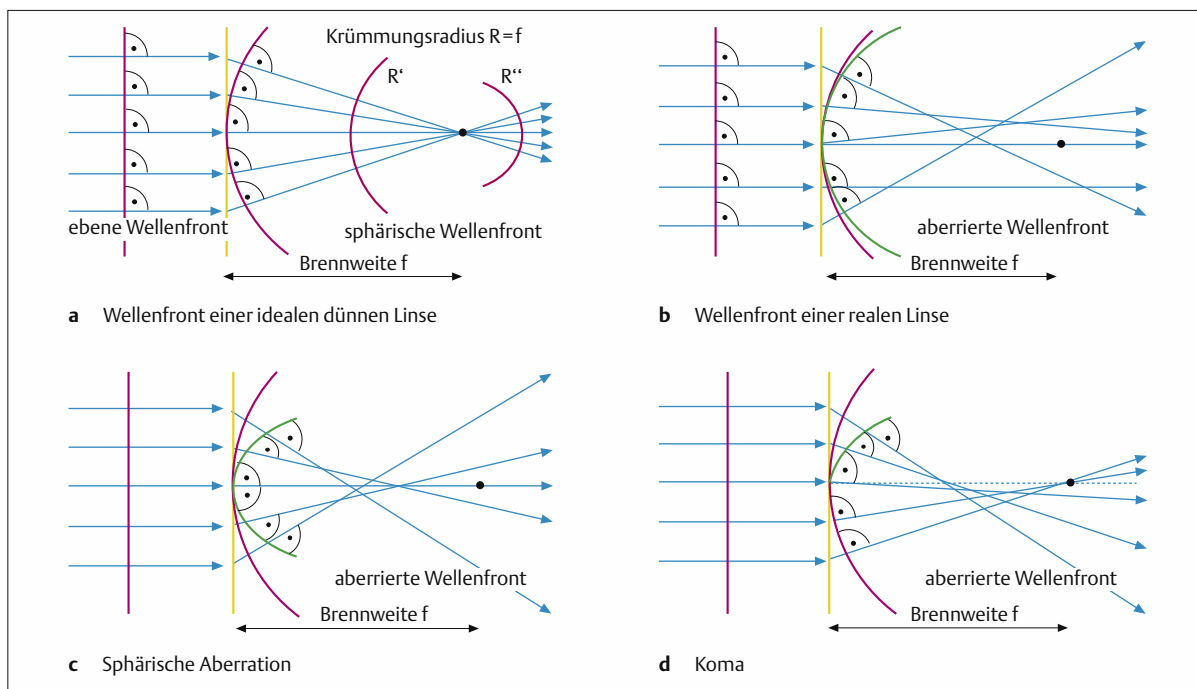 Krümmungsradius R=f
R‘
R‘‘
ebene Wellenfront
sphärische Wellenfront
Brennweite f
a Wellenfront einer idealen dünnen Linse
aberrierte Wellenfront
Brennweite f
b Wellenfront einer realen Linse
aberrierte Wellenfront
Brennweite f
c Sphärische Aberration
aberrierte Wellenfront
Brennweite f
d Koma